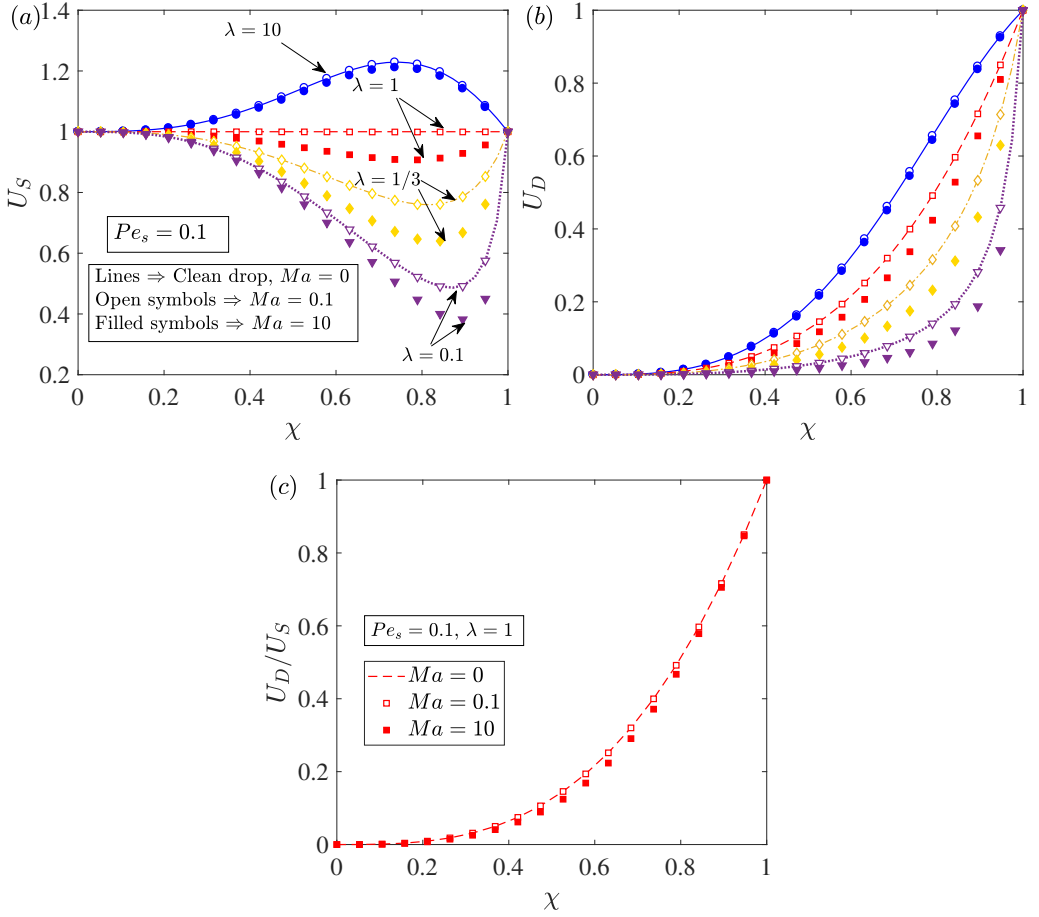 (a)
1.4
1.2
1
0.8
0.6
0.4
0.2
U_S
λ = 10
λ = 1
λ = 1/3
λ = 0.1
Pe_s = 0.1
Lines ⇒ Clean drop, Ma = 0
Open symbols ⇒ Ma = 0.1
Filled symbols ⇒ Ma = 10
0 0.2 0.4 0.6 0.8 1
χ
(b)
1
0.8
0.6
0.4
0.2
0
U_D
0 0.2 0.4 0.6 0.8 1
χ
(c)
1
0.8
0.6
0.4
0.2
0
U_D/U_S
Pe_s = 0.1, λ = 1
Ma = 0
Ma = 0.1
Ma = 10
0 0.2 0.4 0.6 0.8 1
χ